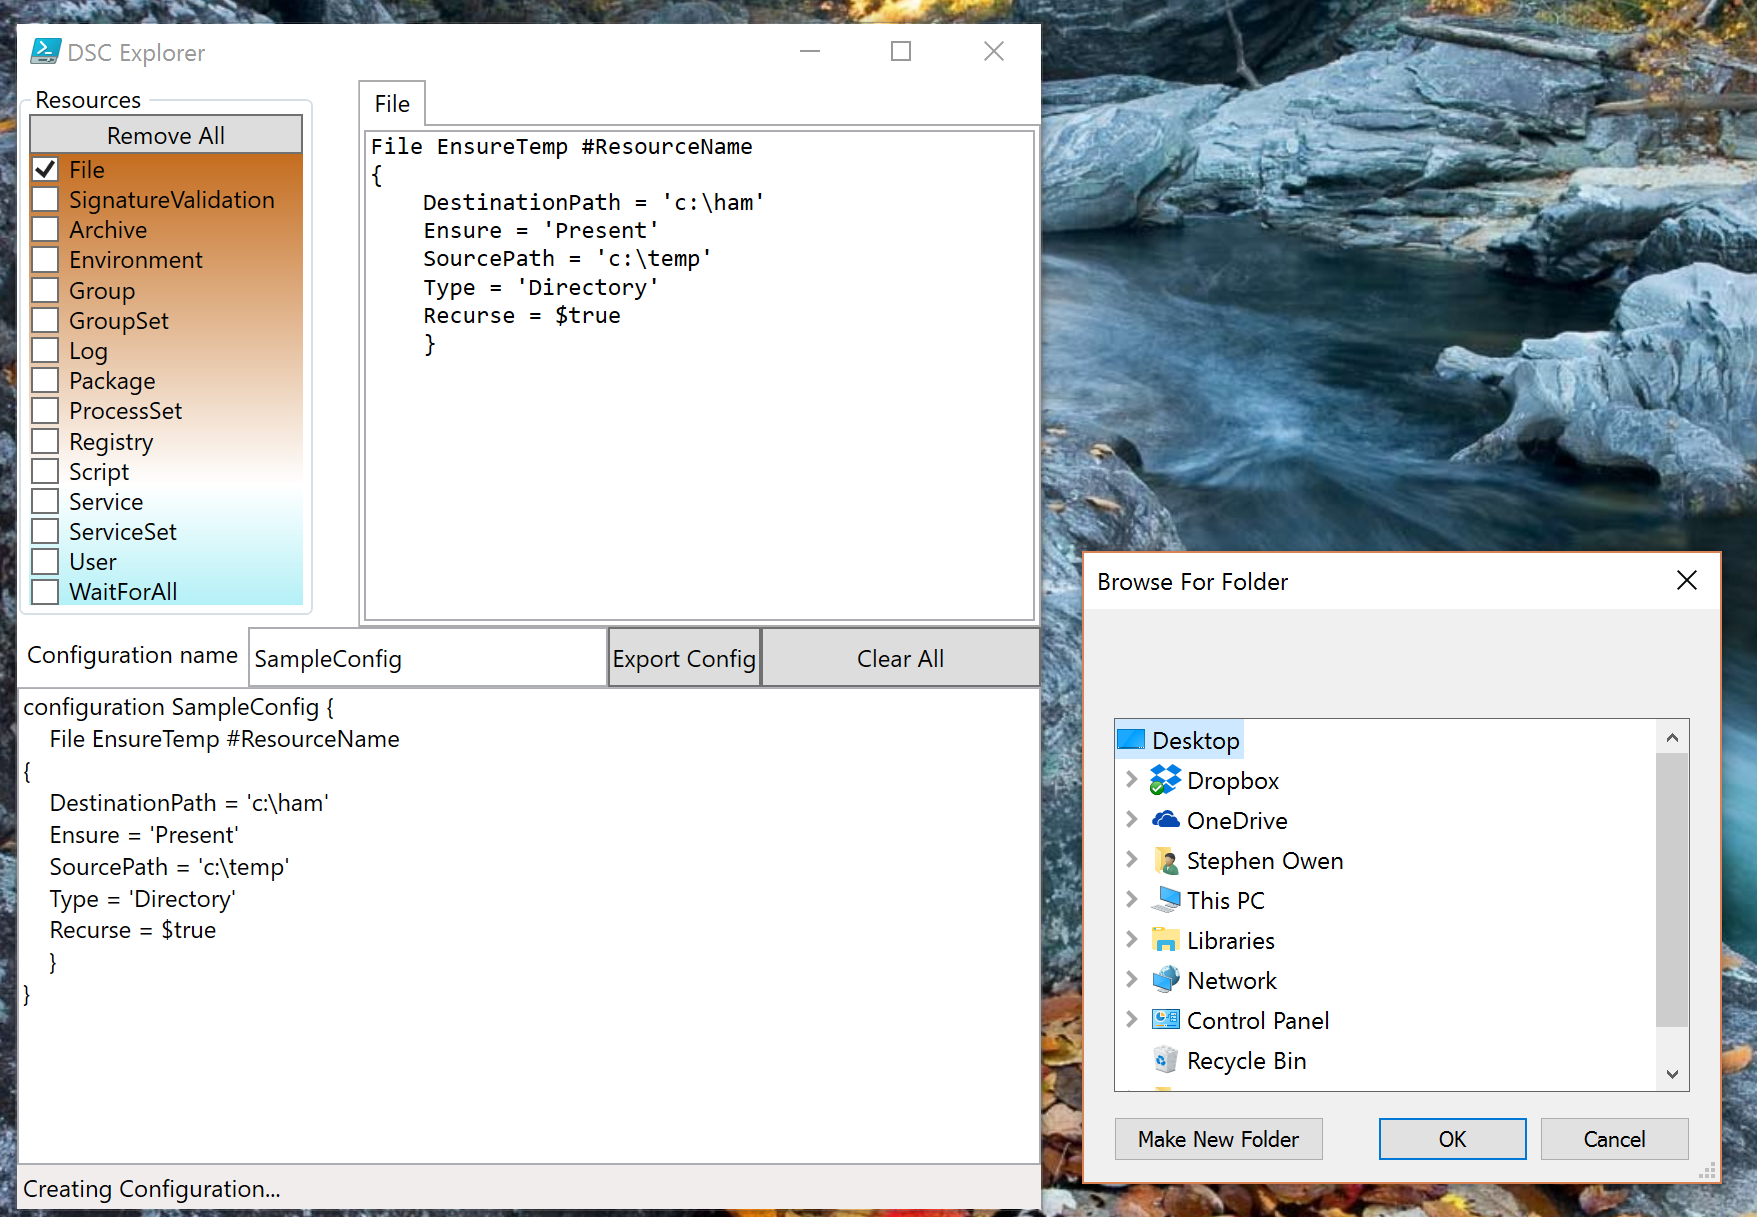 DSC Explorer
Resources
Remove All
File
SignatureValidation
Archive
Environment
Group
GroupSet
Log
Package
ProcessSet
Registry
Script
Service
ServiceSet
User
WaitForAll
File
File EnsureTemp #ResourceName
{
DestinationPath = 'c:\ham'
Ensure = 'Present'
SourcePath = 'c:\temp'
Type = 'Directory'
Recurse = $true
}
Configuration name
SampleConfig
Export Config
Clear All
configuration SampleConfig {
File EnsureTemp #ResourceName
{
DestinationPath = 'c:\ham'
Ensure = 'Present'
SourcePath = 'c:\temp'
Type = 'Directory'
Recurse = $true
}
}
Creating Configuration...
Browse For Folder
Desktop
Dropbox
OneDrive
Stephen Owen
This PC
Libraries
Network
Control Panel
Recycle Bin
Make New Folder
OK
Cancel